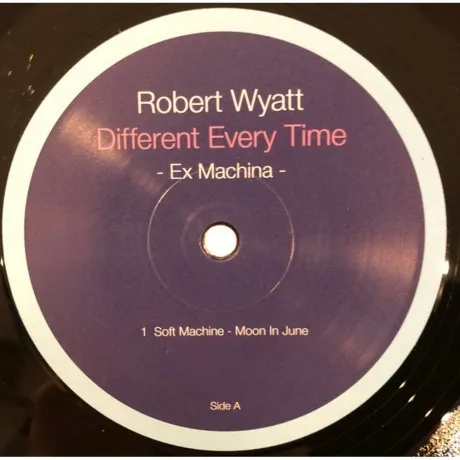 Robert Wyatt
Different Every Time
- Ex Machina -
1 Soft Machine - Moon In June
Side A